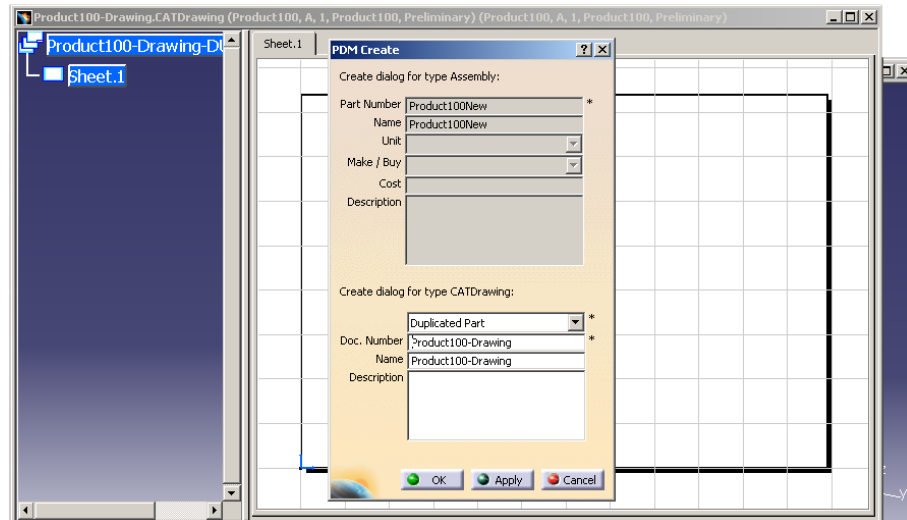 Product100-Drawing.CATDrawing (Product100, A, 1, Product100, Preliminary) (Product100, A, 1, Product100, Preliminary)
Product100-Drawing-DU
Sheet.1
Sheet.1
PDM Create
Create dialog for type Assembly:
Part Number Product100New *
Name Product100New
Unit
Make / Buy
Cost
Description
Create dialog for type CATDrawing:
Duplicated Part *
Doc. Number Product100-Drawing *
Name Product100-Drawing
Description
OK Apply Cancel
Y